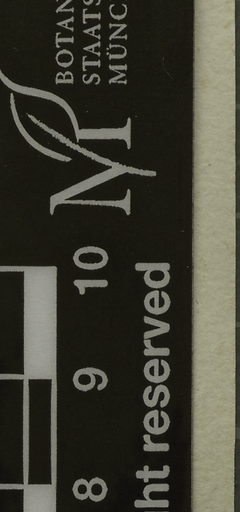 BOTAN
STAATS
MÜNC
M
10
9
8
ht reserved